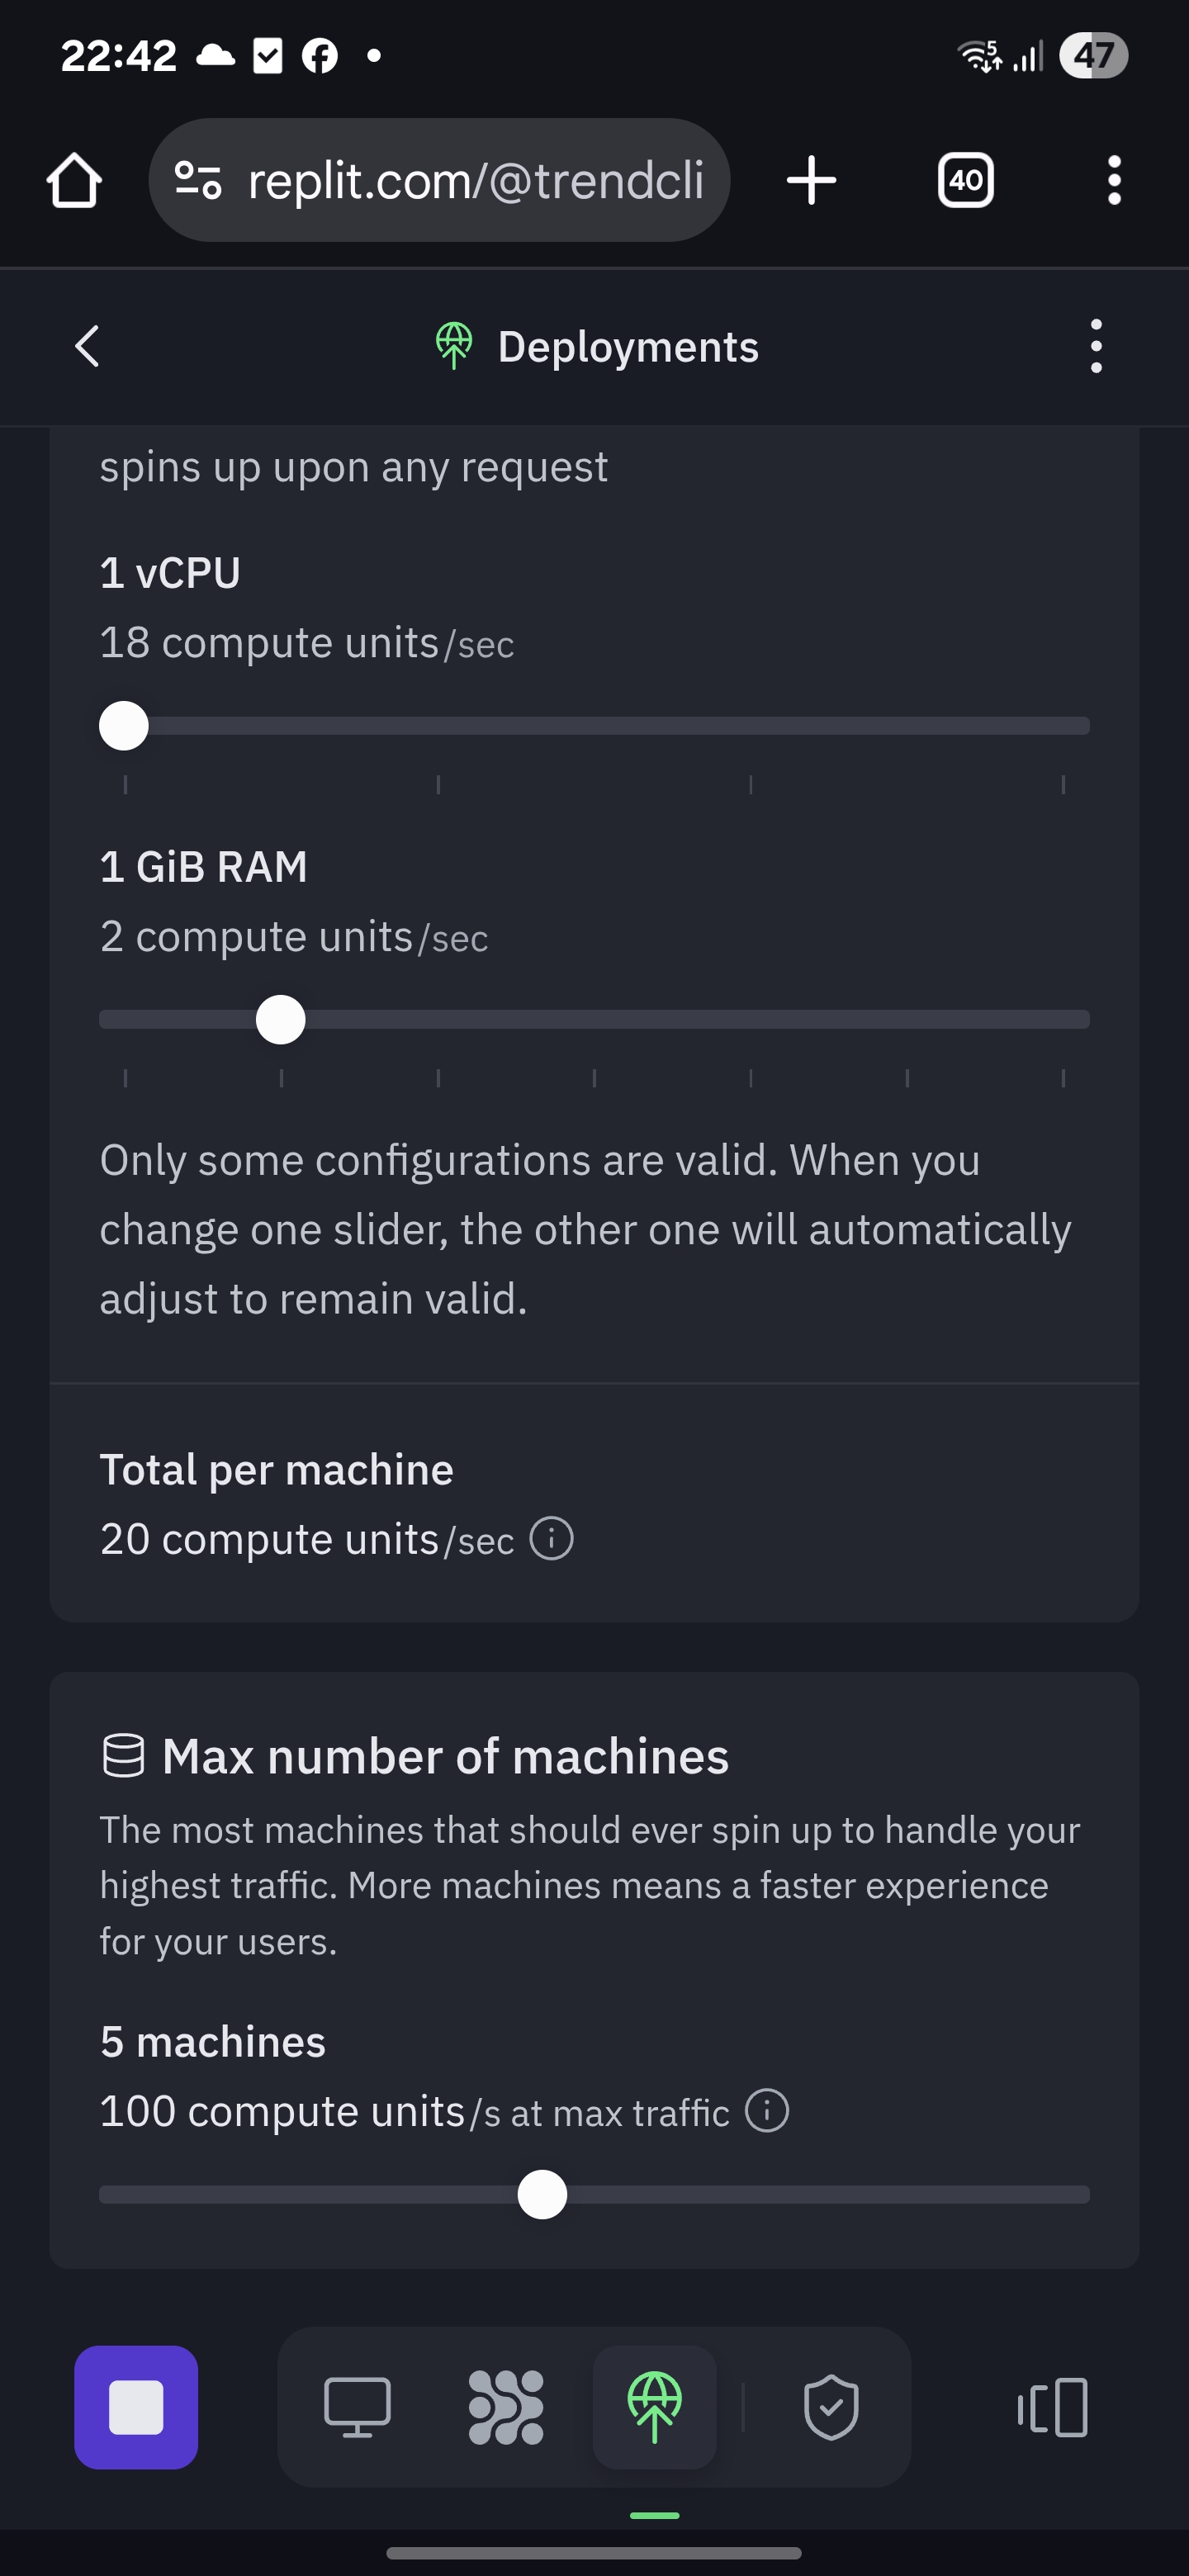 22:42
5
47
replit.com/@trendcli
40
Deployments
spins up upon any request
1 vCPU
18 compute units/sec
1 GiB RAM
2 compute units/sec
Only some configurations are valid. When you
change one slider, the other one will automatically
adjust to remain valid.
Total per machine
20 compute units/sec
Max number of machines
The most machines that should ever spin up to handle your
highest traffic. More machines means a faster experience
for your users.
5 machines
100 compute units/s at max traffic